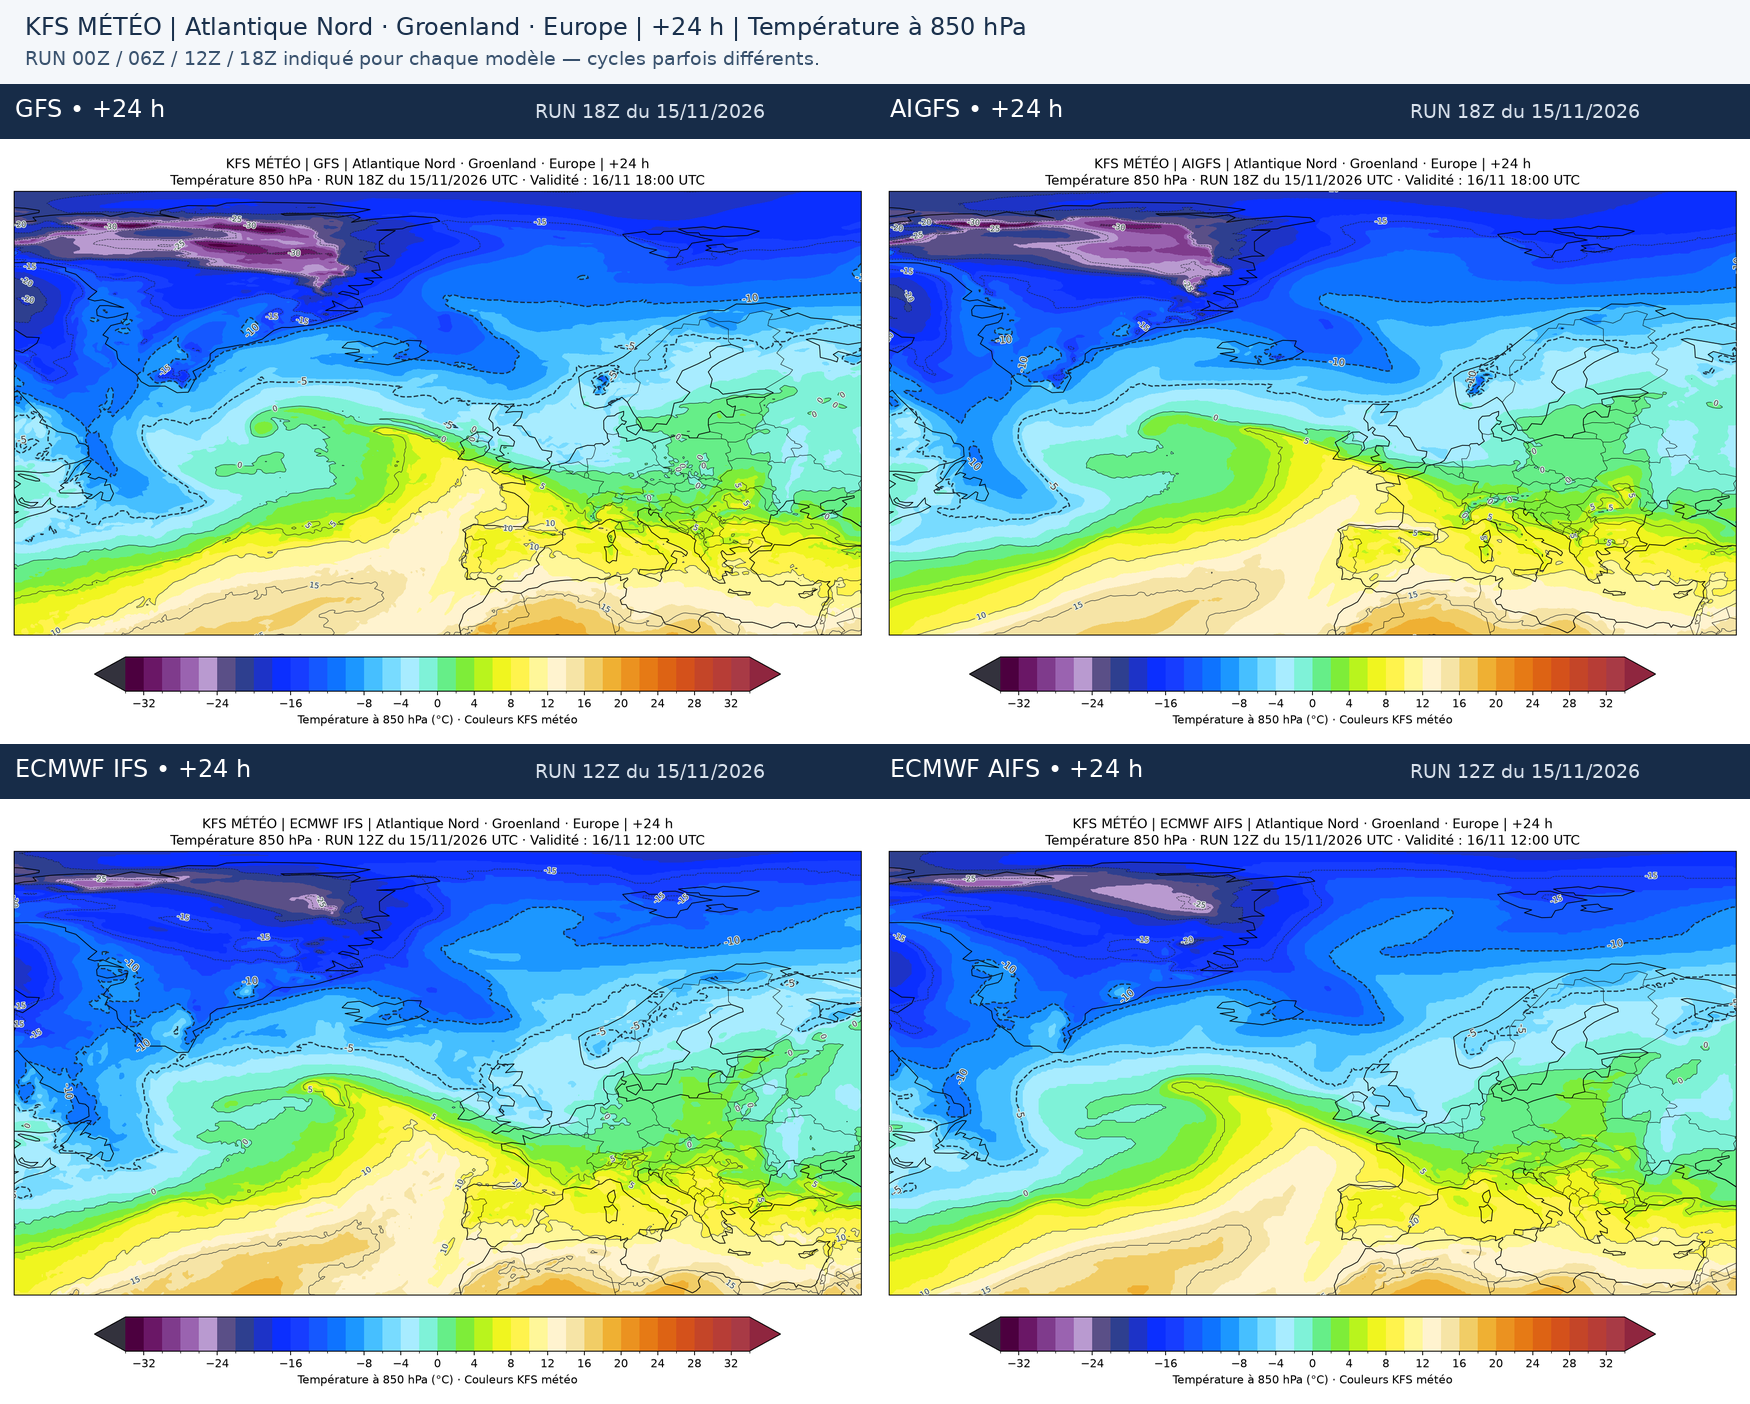 KFS MÉTÉO | Atlantique Nord · Groenland · Europe | +24 h | Température à 850 hPa
RUN 00Z / 06Z / 12Z / 18Z indiqué pour chaque modèle — cycles parfois différents.
GFS • +24 h
RUN 18Z du 15/11/2026
AIGFS • +24 h
RUN 18Z du 15/11/2026
KFS MÉTÉO | GFS | Atlantique Nord · Groenland · Europe | +24 h
Température 850 hPa · RUN 18Z du 15/11/2026 UTC · Validité : 16/11 18:00 UTC
KFS MÉTÉO | AIGFS | Atlantique Nord · Groenland · Europe | +24 h
Température 850 hPa · RUN 18Z du 15/11/2026 UTC · Validité : 16/11 18:00 UTC
−32 −24 −16 −8 −4 0 4 8 12 16 20 24 28 32
Température à 850 hPa (°C) · Couleurs KFS météo
−32 −24 −16 −8 −4 0 4 8 12 16 20 24 28 32
Température à 850 hPa (°C) · Couleurs KFS météo
ECMWF IFS • +24 h
RUN 12Z du 15/11/2026
ECMWF AIFS • +24 h
RUN 12Z du 15/11/2026
KFS MÉTÉO | ECMWF IFS | Atlantique Nord · Groenland · Europe | +24 h
Température 850 hPa · RUN 12Z du 15/11/2026 UTC · Validité : 16/11 12:00 UTC
KFS MÉTÉO | ECMWF AIFS | Atlantique Nord · Groenland · Europe | +24 h
Température 850 hPa · RUN 12Z du 15/11/2026 UTC · Validité : 16/11 12:00 UTC
−32 −24 −16 −8 −4 0 4 8 12 16 20 24 28 32
Température à 850 hPa (°C) · Couleurs KFS météo
−32 −24 −16 −8 −4 0 4 8 12 16 20 24 28 32
Température à 850 hPa (°C) · Couleurs KFS météo